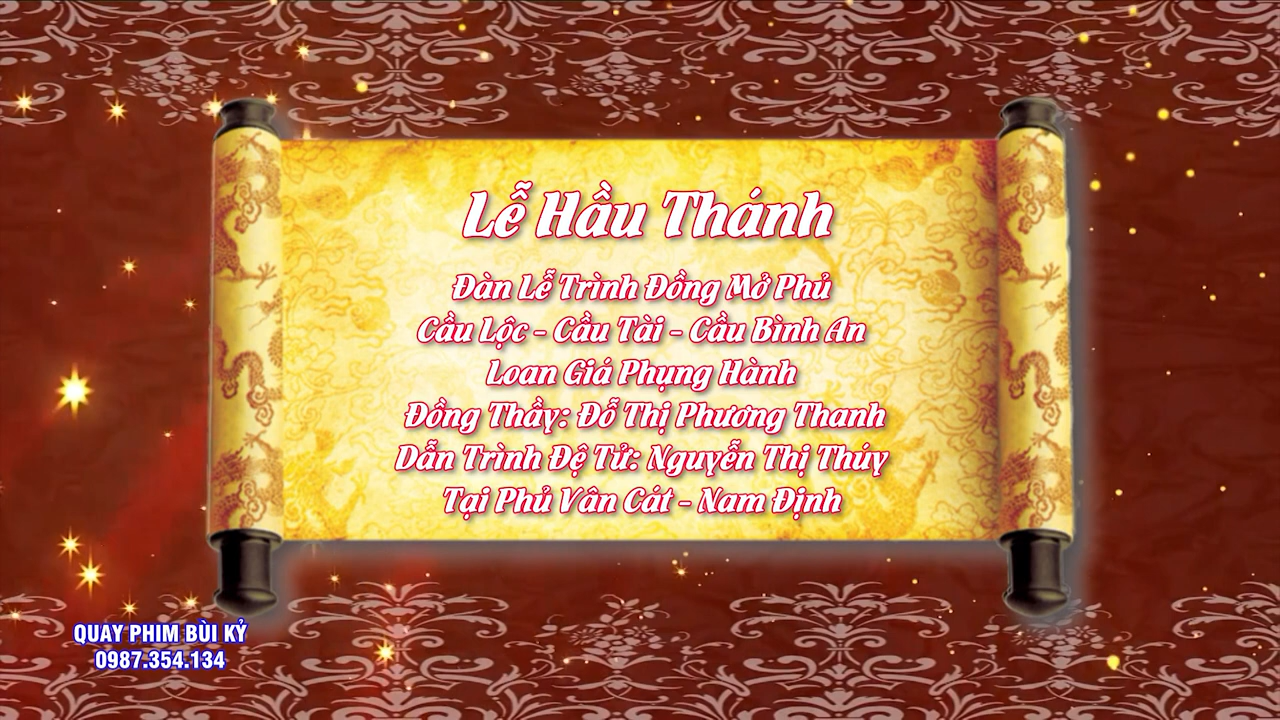 Lễ Hầu Thánh
Đàn Lễ Trình Đồng Mở Phủ
Cầu Lộc - Cầu Tài - Cầu Bình An
Loan Giá Phụng Hành
Đồng Thầy: Đỗ Thị Phương Thanh
Dẫn Trình Đệ Tử: Nguyễn Thị Thúy
Tại Phủ Vân Cát - Nam Định
QUAY PHIM BÙI KỶ
0987.354.134